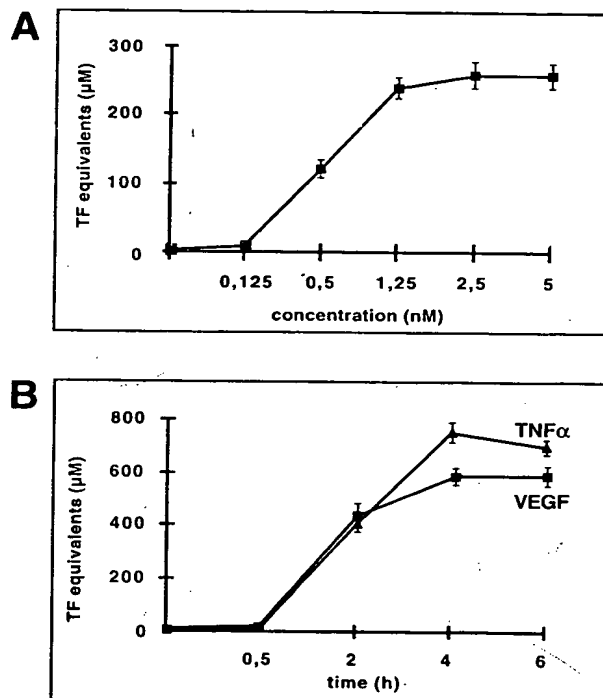 A
TF equivalents (µM)
300
200
100
0
0,125 0,5 1,25 2,5 5
concentration (nM)
B
TF equivalents (µM)
800
600
400
200
0
TNFα
VEGF
0,5 2 4 6
time (h)